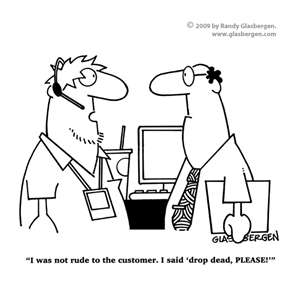 © 2009 by Randy Glasbergen.
www.glasbergen.com
GLASBERGEN
“I was not rude to the customer. I said ‘drop dead, PLEASE!’”